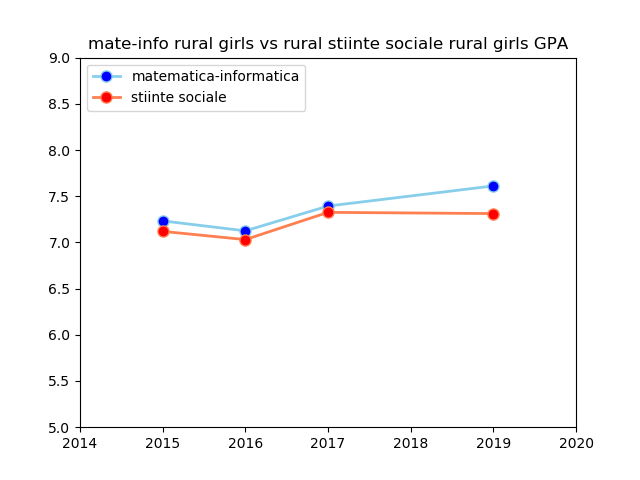 mate-info rural girls vs rural stiinte sociale rural girls GPA
matematica-informatica
stiinte sociale
9.0
8.5
8.0
7.5
7.0
6.5
6.0
5.5
5.0
2014 2015 2016 2017 2018 2019 2020